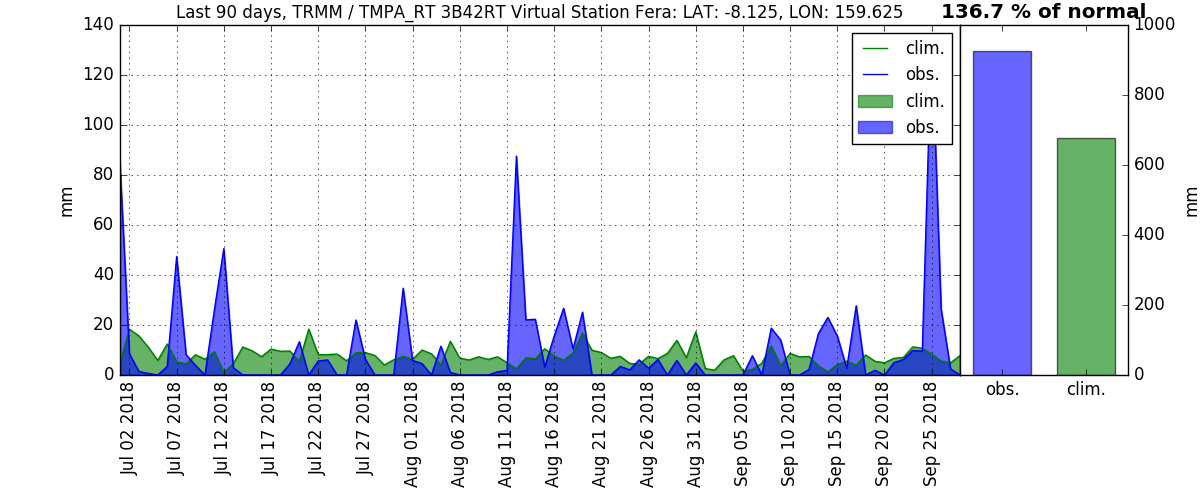 Last 90 days, TRMM / TMPA_RT 3B42RT Virtual Station Fera: LAT: -8.125, LON: 159.625
136.7 % of normal
140
120
100
80
60
40
20
0
mm
clim.
obs.
clim.
obs.
Jul 02 2018
Jul 07 2018
Jul 12 2018
Jul 17 2018
Jul 22 2018
Jul 27 2018
Aug 01 2018
Aug 06 2018
Aug 11 2018
Aug 16 2018
Aug 21 2018
Aug 26 2018
Aug 31 2018
Sep 05 2018
Sep 10 2018
Sep 15 2018
Sep 20 2018
Sep 25 2018
1000
800
600
400
200
0
mm
obs.
clim.